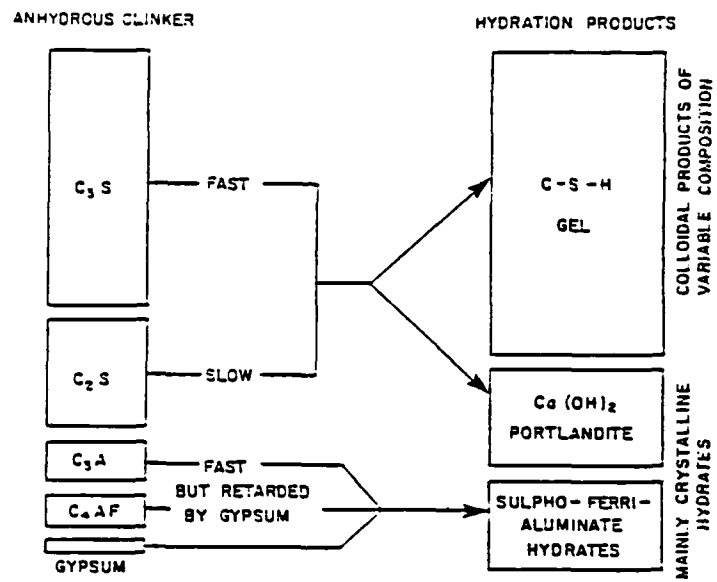 ANHYDROUS CLINKER
HYDRATION PRODUCTS
C₃S
FAST
C-S-H
GEL
COLLOIDAL PRODUCTS OF
VARIABLE COMPOSITION
C₂S
SLOW
Ca(OH)₂
PORTLANDITE
C₃A
FAST
BUT RETARDED
BY GYPSUM
C₄AF
GYPSUM
SULPHO-FERRI-
ALUMINATE
HYDRATES
MAINLY CRYSTALLINE
HYDRATES